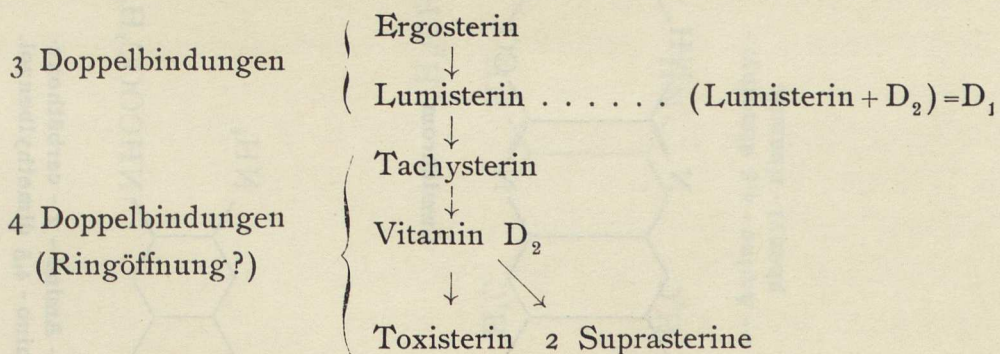 Ergosterin
3 Doppelbindungen
↓
Lumisterin . . . . . . (Lumisterin + D₂) = D₁
↓
Tachysterin
↓
4 Doppelbindungen
Vitamin D₂
(Ringöffnung?)
↓ ↘
Toxisterin 2 Suprasterine